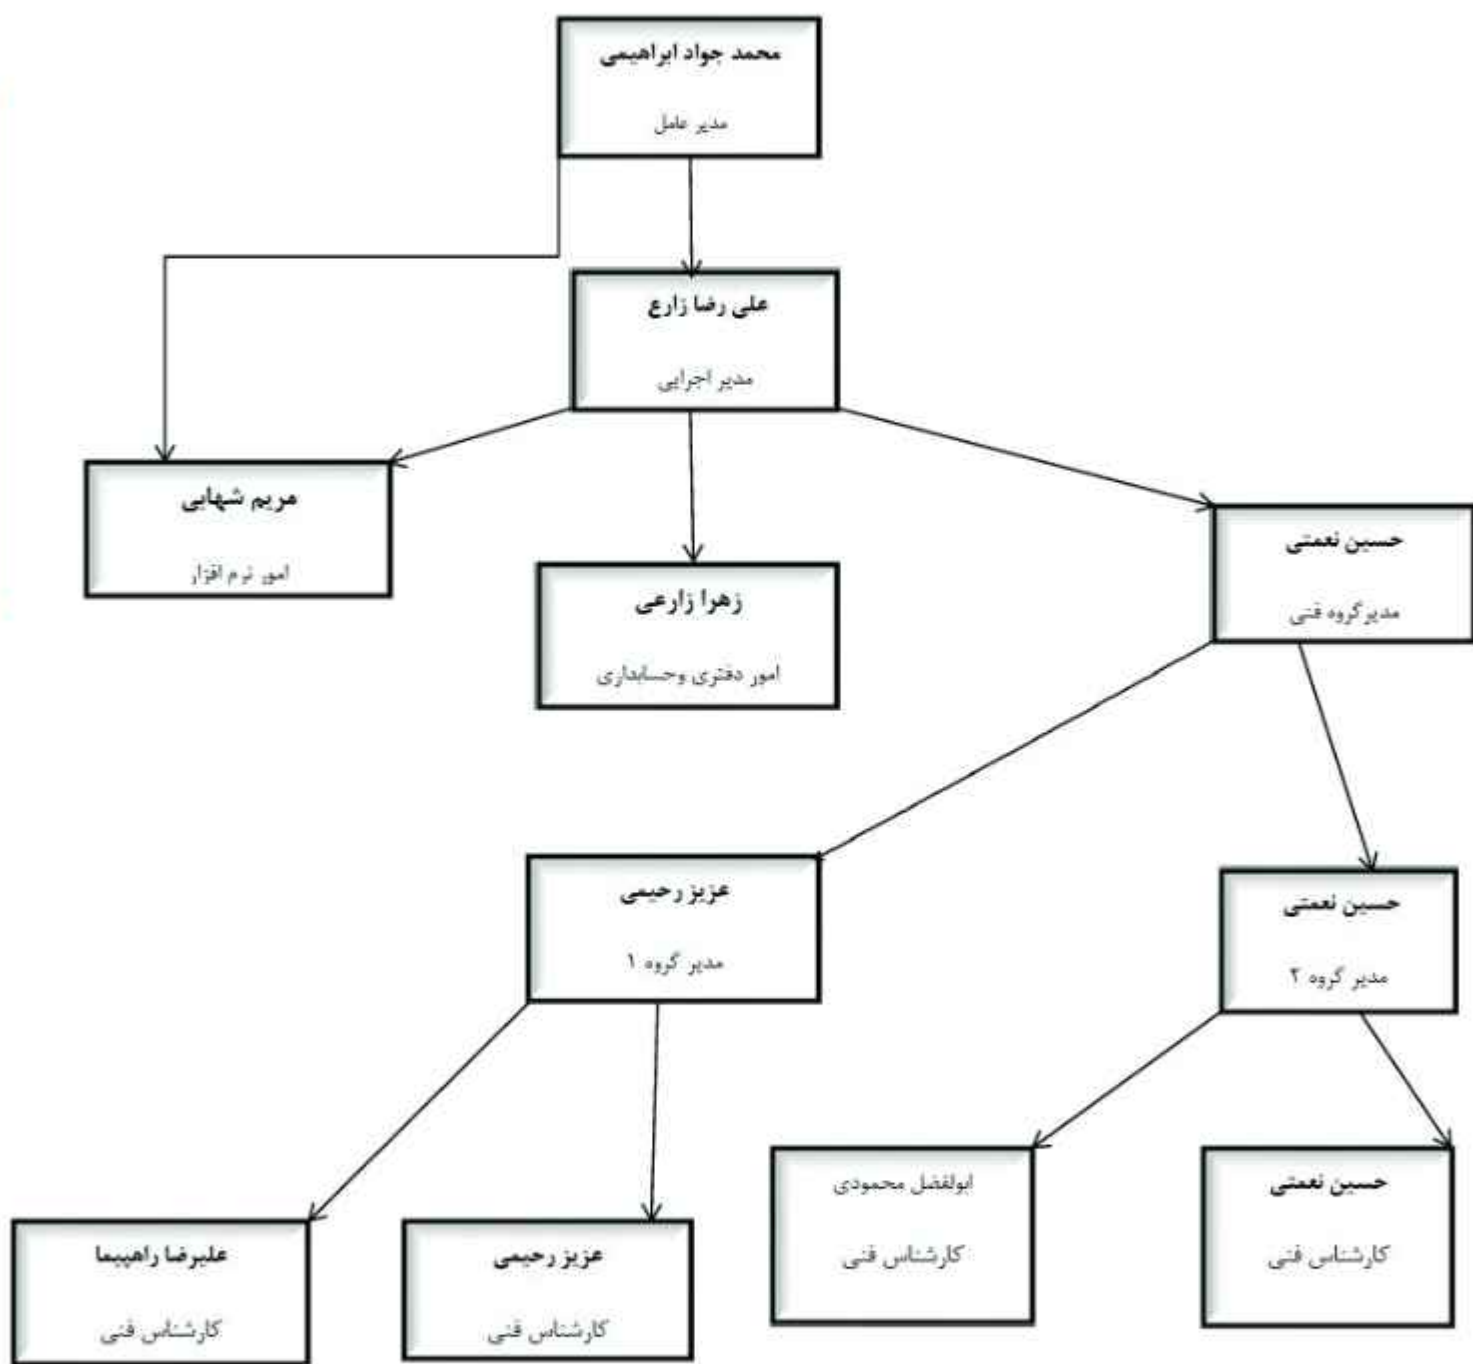 محمد جواد ابراهیمی
مدیر عامل
علی رضا زارع
مدیر اجرایی
مریم شهابی
امور نرم افزار
حسین نعمتی
مدیرگروه فنی
زهرا زارعی
امور دفتری وحسابداری
عزیز رحیمی
مدیر گروه ۱
حسین نعمتی
مدیر گروه ۲
ابولفضل محمودی
کارشناس فنی
حسین نعمتی
کارشناس فنی
علیرضا راهپیما
کارشناس فنی
عزیز رحیمی
کارشناس فنی